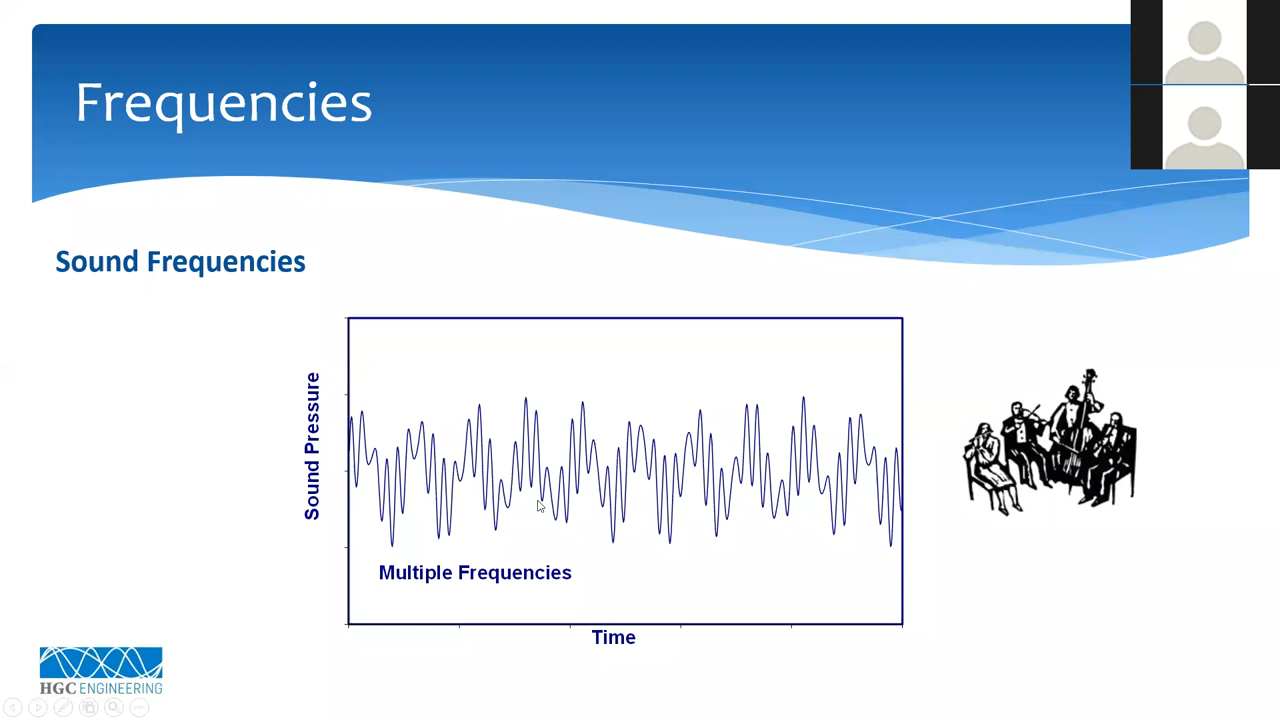 Frequencies
Sound Frequencies
Sound Pressure
Multiple Frequencies
Time
HGC ENGINEERING